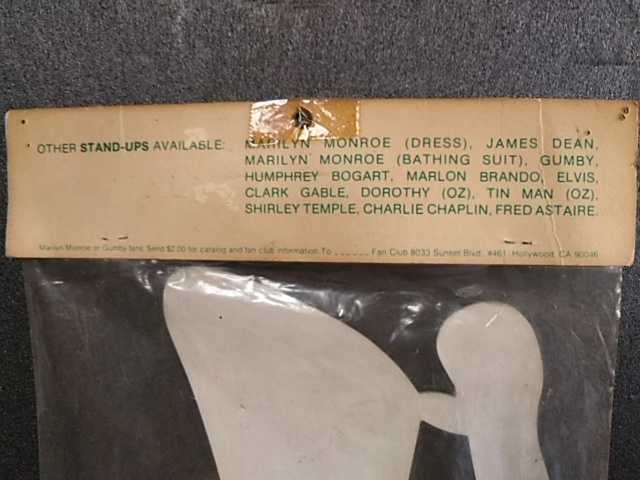 OTHER STAND-UPS AVAILABLE: MARILYN MONROE (DRESS), JAMES DEAN,
MARILYN MONROE (BATHING SUIT), GUMBY,
HUMPHREY BOGART, MARLON BRANDO, ELVIS,
CLARK GABLE, DOROTHY (OZ), TIN MAN (OZ),
SHIRLEY TEMPLE, CHARLIE CHAPLIN, FRED ASTAIRE.
Marilyn Monroe or Gumby fans, Send $2.00 for catalog and fan club information. To Fan Club 8033 Sunset Blvd., #461, Hollywood, CA 90046